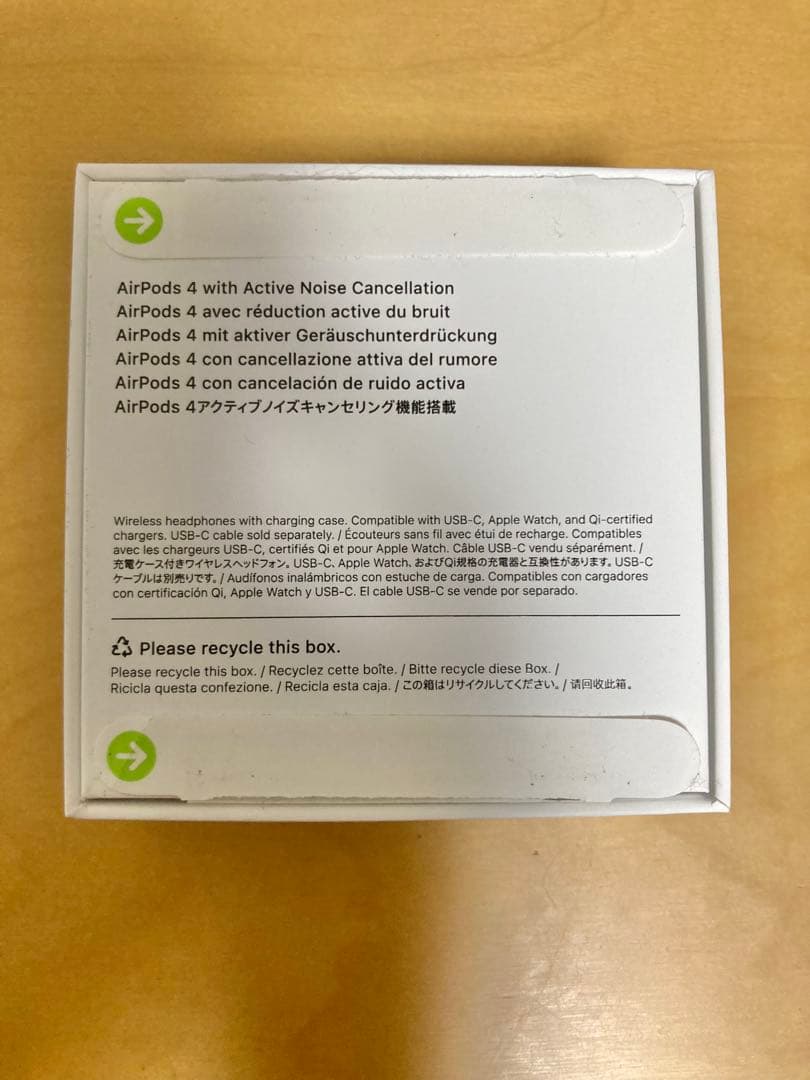 AirPods 4 with Active Noise Cancellation
AirPods 4 avec réduction active du bruit
AirPods 4 mit aktiver Geräuschunterdrückung
AirPods 4 con cancellazione attiva del rumore
AirPods 4 con cancelación de ruido activa
AirPods 4アクティブノイズキャンセリング機能搭載
Wireless headphones with charging case. Compatible with USB-C, Apple Watch, and Qi-certified
chargers. USB-C cable sold separately. / Écouteurs sans fil avec étui de recharge. Compatibles
avec les chargeurs USB-C, certifiés Qi et pour Apple Watch. Câble USB-C vendu séparément. /
充電ケース付きワイヤレスヘッドフォン。USB-C、Apple Watch、およびQi規格の充電器と互換性があります。USB-C
ケーブルは別売りです。/ Audífonos inalámbricos con estuche de carga. Compatibles con cargadores
con certificación Qi, Apple Watch y USB-C. El cable USB-C se vende por separado.
Please recycle this box.
Please recycle this box. / Recyclez cette boîte. / Bitte recycle diese Box. /
Ricicla questa confezione. / Recicla esta caja. / この箱はリサイクルしてください。/ 请回收此箱。